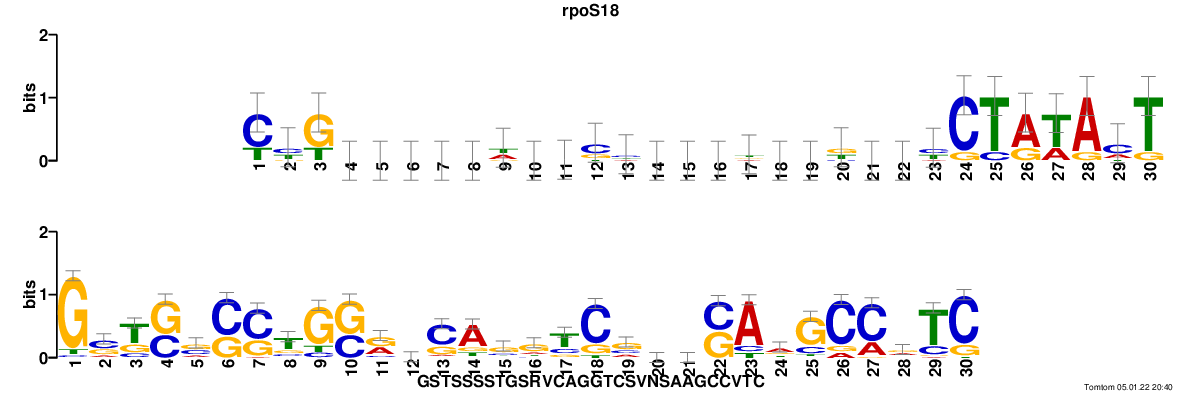 rpoS18
2
bits
1
0
1 2 3 4 5 6 7 8 9 10 11 12 13 14 15 16 17 18 19 20 21 22 23 24 25 26 27 28 29 30
CTATACT
2
bits
1
0
1 2 3 4 5 6 7 8 9 10 11 12 13 14 15 16 17 18 19 20 21 22 23 24 25 26 27 28 29 30
GSTSSSSTGSRVCAGGTCSVNSAAGCCVTC
Tomtom 05.01.22 20:40